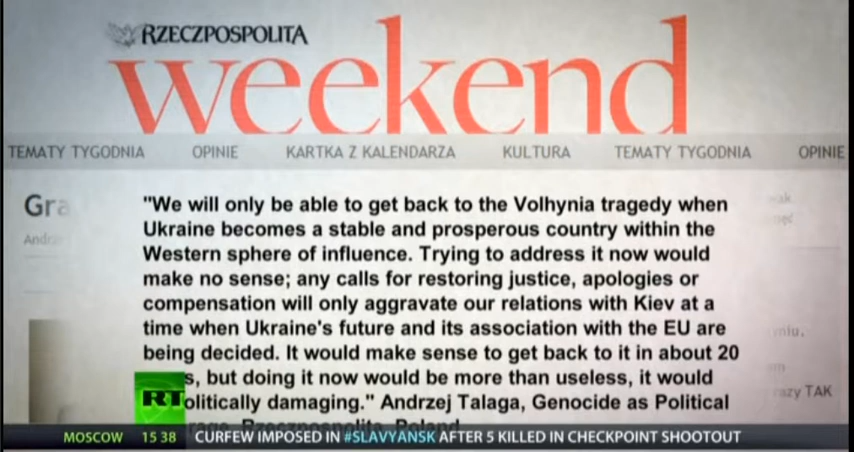 RZECZPOSPOLITA
weekend
TEMATY TYGODNIA OPINIE KARTKA Z KALENDARZA KULTURA TEMATY TYGODNIA OPINIE
Gra
"We will only be able to get back to the Volhynia tragedy when
Ukraine becomes a stable and prosperous country within the
Western sphere of influence. Trying to address it now would
make no sense; any calls for restoring justice, apologies or
compensation will only aggravate our relations with Kiev at a
time when Ukraine's future and its association with the EU are
being decided. It would make sense to get back to it in about 20
s, but doing it now would be more than useless, it would
olitically damaging." Andrzej Talaga, Genocide as Political
Rzeczpospolita, Poland
TAK
RT
MOSCOW 15 38 CURFEW IMPOSED IN #SLAVYANSK AFTER 5 KILLED IN CHECKPOINT SHOOTOUT